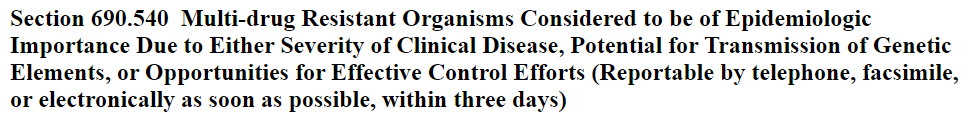 Section 690.540  Multi-drug Resistant Organisms Considered to be of Epidemiologic
Importance Due to Either Severity of Clinical Disease, Potential for Transmission of Genetic
Elements, or Opportunities for Effective Control Efforts (Reportable by telephone, facsimile,
or electronically as soon as possible, within three days)